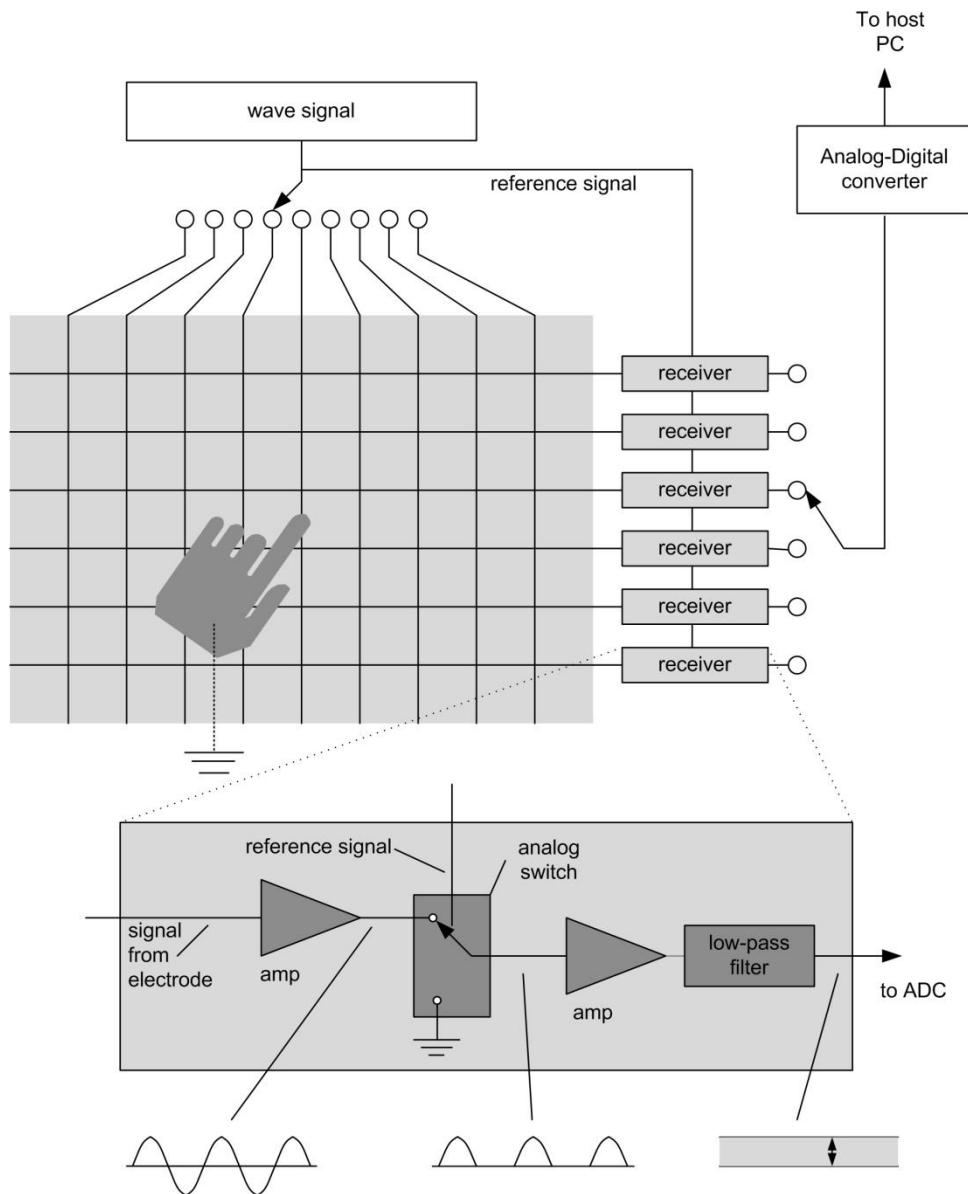 To host
PC
wave signal
Analog-Digital
converter
reference signal
receiver
receiver
receiver
receiver
receiver
receiver
reference signal
analog
switch
signal
from
electrode
amp
amp
low-pass
filter
to ADC